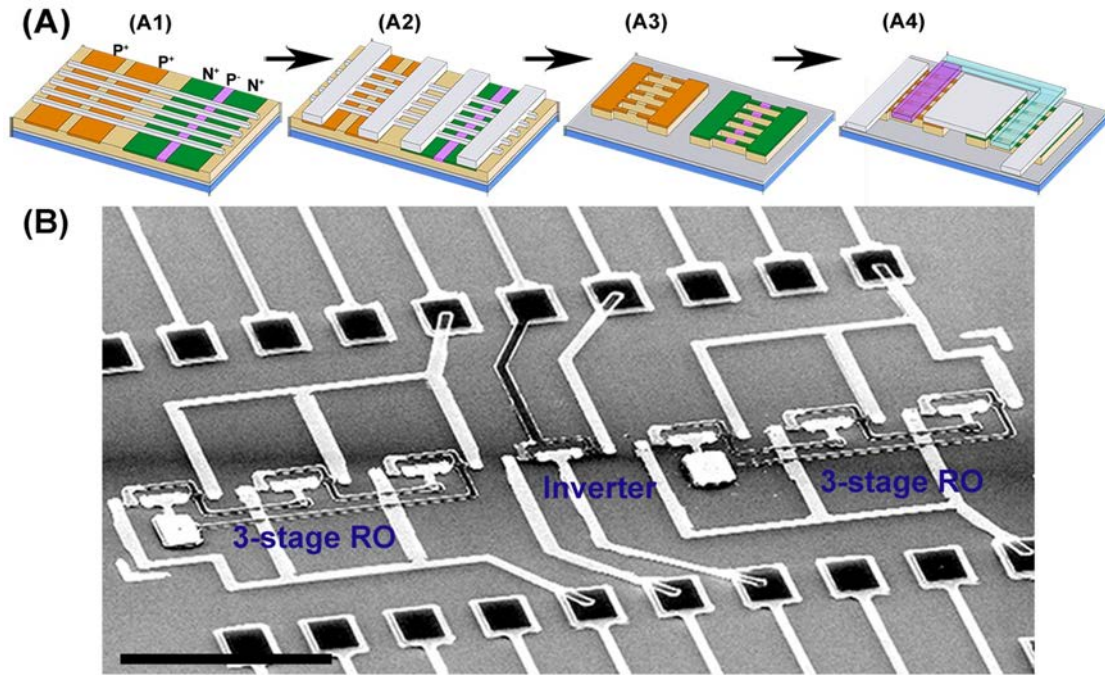 (A)
(A1)
(A2)
(A3)
(A4)
P⁺
P⁺
N⁺ P⁻ N⁺
(B)
3-stage RO
Inverter
3-stage RO